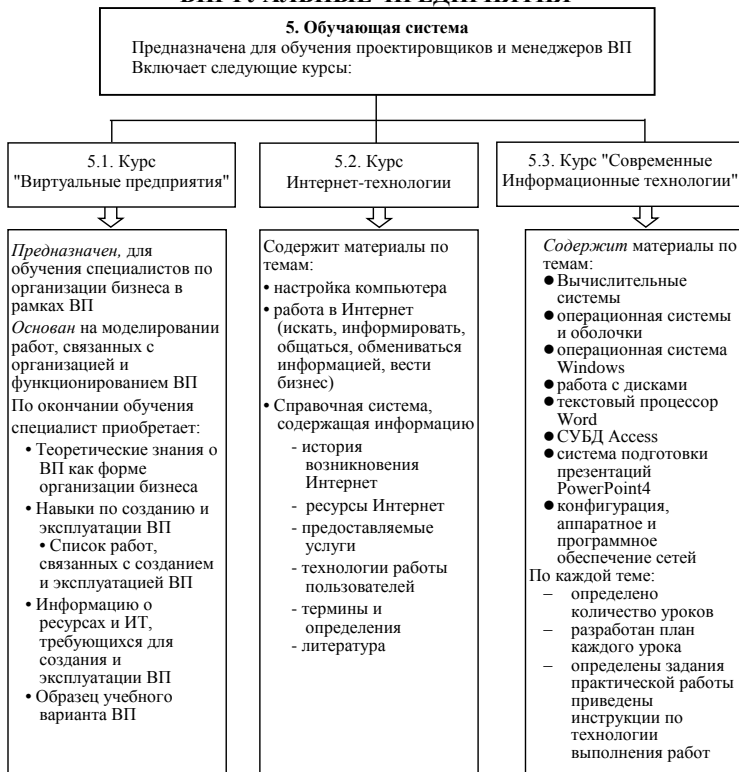 ВИРТУАЛЬНЫЕ ПРЕДПРИЯТИЯ
5. Обучающая система
Предназначена для обучения проектировщиков и менеджеров ВП
Включает следующие курсы:
5.1. Курс
"Виртуальные предприятия"
Предназначен, для
обучения специалистов по
организации бизнеса в
рамках ВП
Основан на моделировании
работ, связанных с
организацией и
функционированием ВП
По окончании обучения
специалист приобретает:
• Теоретические знания о
ВП как форме
организации бизнеса
• Навыки по созданию и
эксплуатации ВП
• Список работ,
связанных с созданием
и эксплуатацией ВП
• Информацию о
ресурсах и ИТ,
требующихся для
создания и
эксплуатации ВП
• Образец учебного
варианта ВП
5.2. Курс
Интернет-технологии
Содержит материалы по
темам:
• настройка компьютера
• работа в Интернет
(искать, информировать,
общаться, обмениваться
информацией, вести
бизнес)
• Справочная система,
содержащая информацию
- история
возникновения
Интернет
- ресурсы Интернет
- предоставляемые
услуги
- технологии работы
пользователей
- термины и
определения
- литература
5.3. Курс "Современные
Информационные технологии"
Содержит материалы по
темам:
● Вычислительные
системы
● операционная системы
и оболочки
● операционная система
Windows
● работа с дисками
● текстовый процессор
Word
● СУБД Access
● система подготовки
презентаций
PowerPoint4
● конфигурация,
аппаратное и
программное
обеспечение сетей
По каждой теме:
– определено
количество уроков
– разработан план
каждого урока
– определены задания
практической работы
приведены
инструкции по
технологии
выполнения работ